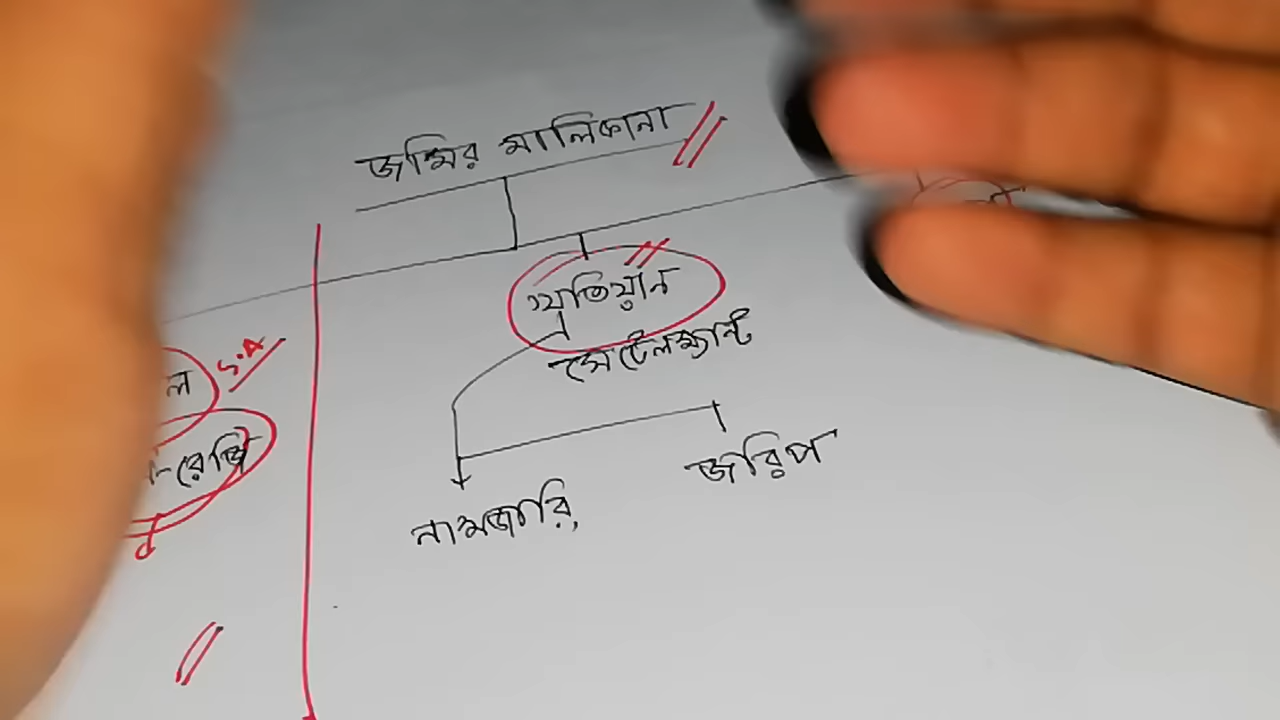 জমির মালিকানা
খতিয়ান
সেটেলম্যান্ট
ল S.A
রেজি
জরিপ
নামজারি,